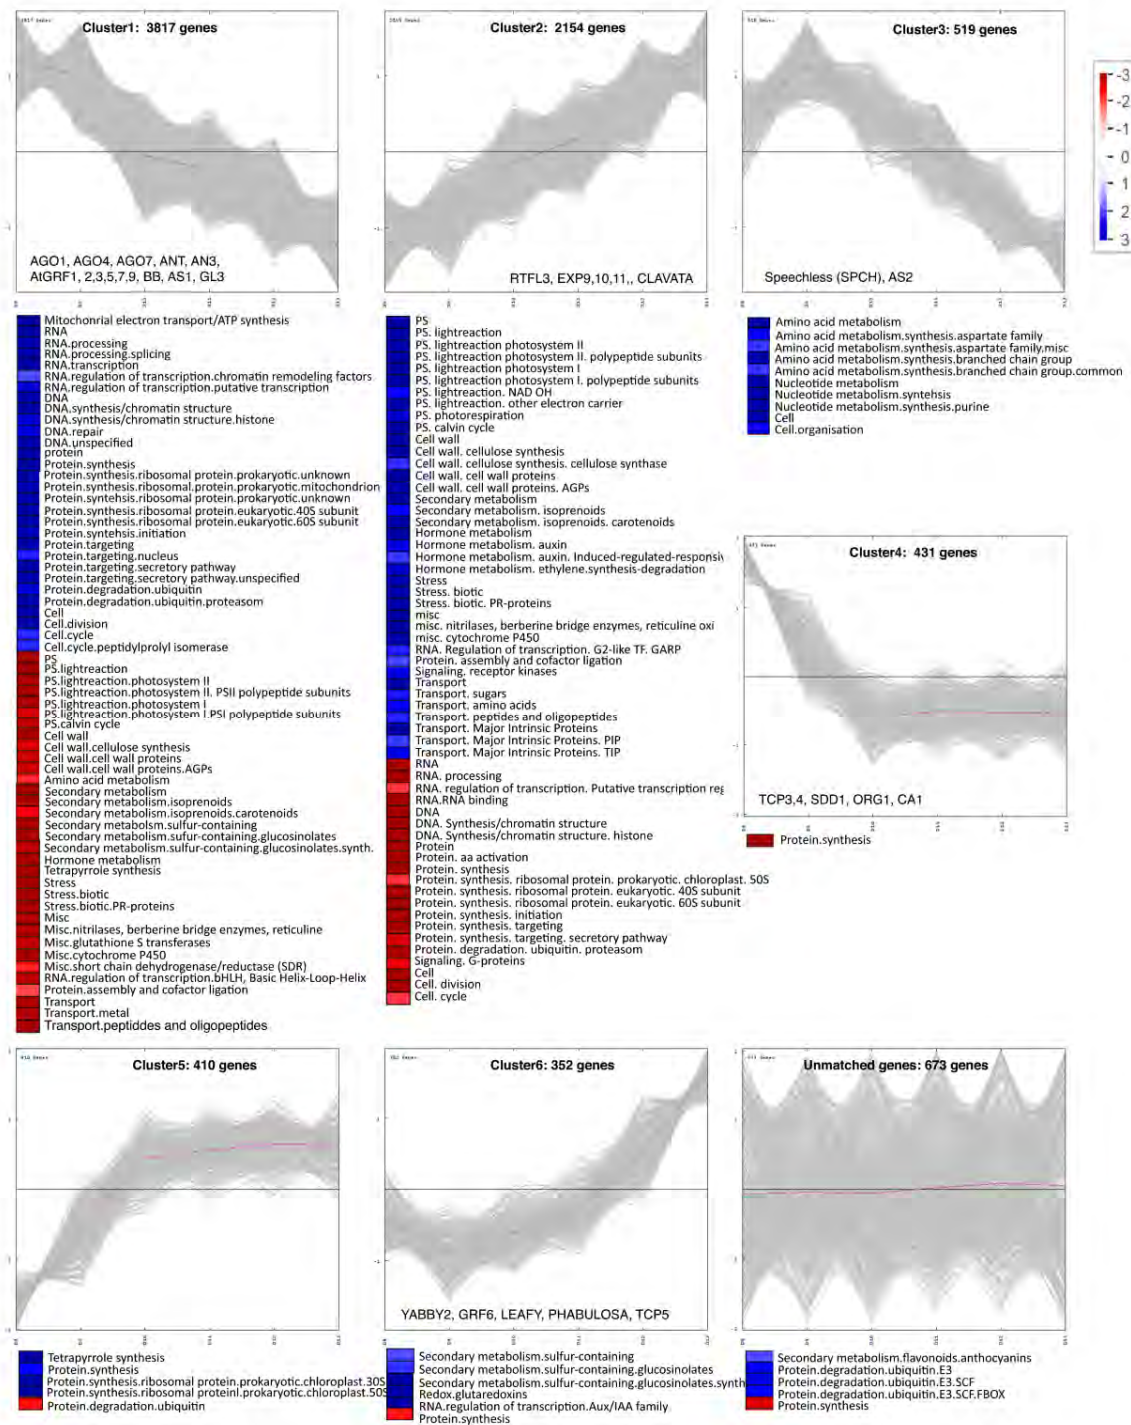 Cluster1: 3817 genes
AGO1, AGO4, AGO7, ANT, AN3,
AtGRF1, 2,3,5,7,9, BB, AS1, GL3
Cluster2: 2154 genes
RTFL3, EXP9,10,11,, CLAVATA
Cluster3: 519 genes
Speechless (SPCH), AS2
-3
-2
-1
0
1
2
3
Mitochonrial electron transport/ATP synthesis
RNA
RNA.processing
RNA.processing.splicing
RNA.transcription
RNA.regulation of transcription.chromatin remodeling factors
RNA.regulation of transcription.putative transcription
DNA
DNA.synthesis/chromatin structure
DNA.synthesis/chromatin structure.histone
DNA.repair
DNA.unspecified
protein
Protein.synthesis
Protein.synthesis.ribosomal protein.prokaryotic.unknown
Protein.synthesis.ribosomal protein.prokaryotic.mitochondrion
Protein.syntehsis.ribosomal protein.prokaryotic.unknown
Protein.synthesis.ribosomal protein.eukaryotic.40S subunit
Protein.synthesis.ribosomal protein.eukaryotic.60S subunit
Protein.syntehsis.initiation
Protein.targeting
Protein.targeting.nucleus
Protein.targeting.secretory pathway
Protein.targeting.secretory pathway.unspecified
Protein.degradation.ubiquitin
Protein.degradation.ubiquitin.proteasom
Cell
Cell.division
Cell.cycle
Cell.cycle.peptidylprolyl isomerase
PS
PS.lightreaction
PS.lightreaction.photosystem II
PS.lightreaction.photosystem II. PSII polypeptide subunits
PS.lightreaction.photosystem I
PS.lightreaction.photosystem I.PSI polypeptide subunits
PS.calvin cycle
Cell wall
Cell wall.cellulose synthesis
Cell wall.cell wall proteins
Cell wall.cell wall proteins.AGPs
Amino acid metabolism
Secondary metabolism
Secondary metabolism.isoprenoids
Secondary metabolism.isoprenoids.carotenoids
Secondary metabolsm.sulfur-containing
Secondary metabolism.sufur-containing.glucosinolates
Secondary metabolism.sulfur-containing.glucosinolates.synth.
Hormone metabolism
Tetrapyrrole synthesis
Stress
Stress.biotic
Stress.biotic.PR-proteins
Misc
Misc.nitrilases, berberine bridge enzymes, reticuline
Misc.glutathione S transferases
Misc.cytochrome P450
Misc.short chain dehydrogenase/reductase (SDR)
RNA.regulation of transcription.bHLH, Basic Helix-Loop-Helix
Protein.assembly and cofactor ligation
Transport
Transport.metal
Transport.peptiddes and oligopeptides
PS
PS. lightreaction
PS. lightreaction photosystem II
PS. lightreaction photosystem II. polypeptide subunits
PS. lightreaction photosystem I
PS. lightreaction photosystem I. polypeptide subunits
PS. lightreaction. NAD OH
PS. lightreaction. other electron carrier
PS. photorespiration
PS. calvin cycle
Cell wall
Cell wall. cellulose synthesis
Cell wall. cellulose synthesis. cellulose synthase
Cell wall. cell wall proteins
Cell wall. cell wall proteins. AGPs
Secondary metabolism
Secondary metabolism. isoprenoids
Secondary metabolism. isoprenoids. carotenoids
Hormone metabolism
Hormone metabolism. auxin
Hormone metabolism. auxin. Induced-regulated-responsiv
Hormone metabolism. ethylene.synthesis-degradation
Stress
Stress. biotic
Stress. biotic. PR-proteins
misc
misc. nitrilases, berberine bridge enzymes, reticuline oxi
misc. cytochrome P450
RNA. Regulation of transcription. G2-like TF. GARP
Protein. assembly and cofactor ligation
Signaling. receptor kinases
Transport
Transport. sugars
Transport. amino acids
Transport. peptides and oligopeptides
Transport. Major Intrinsic Proteins
Transport. Major Intrinsic Proteins. PIP
Transport. Major Intrinsic Proteins. TIP
RNA
RNA. processing
RNA. regulation of transcription. Putative transcription reg
RNA.RNA binding
DNA
DNA. Synthesis/chromatin structure
DNA. Synthesis/chromatin structure. histone
Protein
Protein. aa activation
Protein. synthesis
Protein. synthesis. ribosomal protein. prokaryotic. chloroplast. 50S
Protein. synthesis. ribosomal protein. eukaryotic. 40S subunit
Protein. synthesis. ribosomal protein. eukaryotic. 60S subunit
Protein. synthesis. initiation
Protein. synthesis. targeting
Protein. synthesis. targeting. secretory pathway
Protein. degradation. ubiquitin. proteasom
Signaling. G-proteins
Cell
Cell. division
Cell. cycle
Amino acid metabolism
Amino acid metabolism.synthesis.aspartate family
Amino acid metabolism.synthesis.aspartate family.misc
Amino acid metabolism.synthesis.branched chain group
Amino acid metabolism.synthesis.branched chain group.common
Nucleotide metabolism
Nucleotide metabolism.syntehsis
Nucleotide metabolism.synthesis.purine
Cell
Cell.organisation
Cluster4: 431 genes
TCP3,4, SDD1, ORG1, CA1
Protein.synthesis
Cluster5: 410 genes
Tetrapyrrole synthesis
Protein.synthesis
Protein.synthesis.ribosomal protein.prokaryotic.chloroplast.30S
Protein.synthesis.ribosomal proteinl.prokaryotic.chloroplast.50S
Protein.degradation.ubiquitin
Cluster6: 352 genes
YABBY2, GRF6, LEAFY, PHABULOSA, TCP5
Secondary metabolism.sulfur-containing
Secondary metabolism.sulfur-containing.glucosinolates
Secondary metabolism.sulfur-containing.glucosinolates.synth
Redox.glutaredoxins
RNA.regulation of transcription.Aux/IAA family
Protein.synthesis
Unmatched genes: 673 genes
Secondary metabolism.flavonoids.anthocyanins
Protein.degradation.ubiquitin.E3
Protein.degradation.ubiquitin.E3.SCF
Protein.degradation.ubiquitin.E3.SCF.FBOX
Protein.synthesis